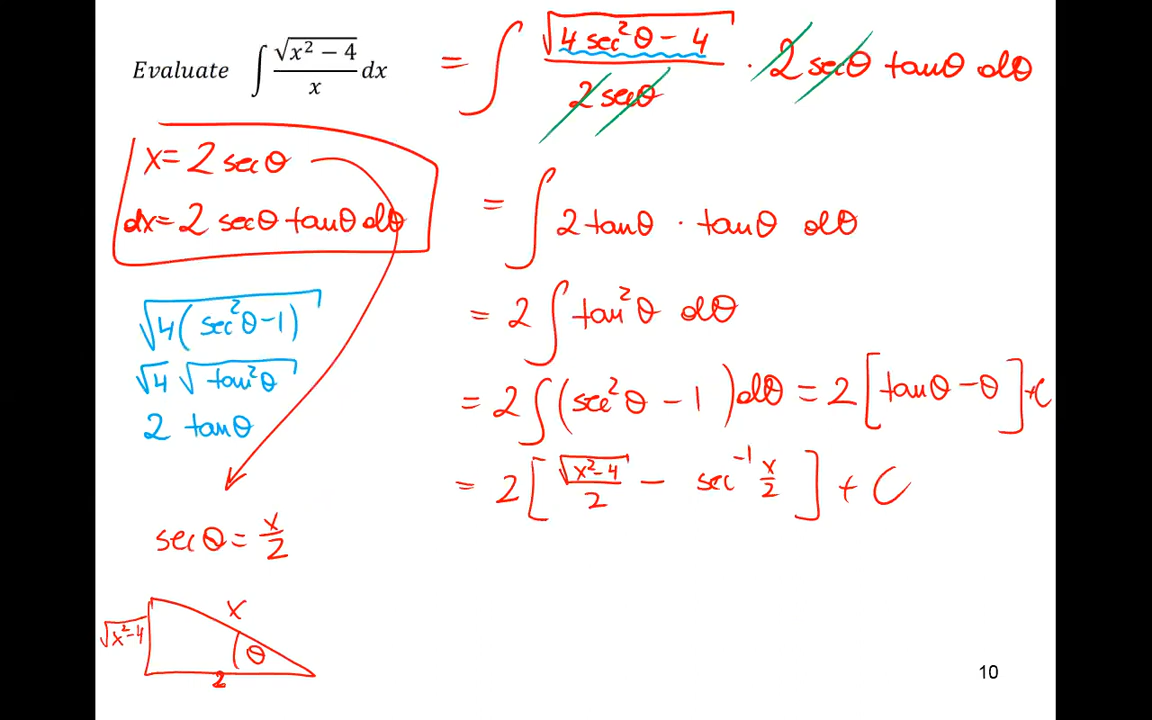 Evaluate ∫ √(x² − 4)/x dx
= ∫ √(4 sec²θ − 4)/(2 secθ) · 2 secθ tanθ dθ
x = 2 secθ
dx = 2 secθ tanθ dθ
= ∫ 2 tanθ · tanθ dθ
√(4(sec²θ − 1))
= 2 ∫ tan²θ dθ
√4 √(tan²θ)
= 2 ∫ (sec²θ − 1) dθ = 2 [tanθ − θ] + C
2 tanθ
= 2 [√(x² − 4)/2 − sec⁻¹ x/2] + C
secθ = x/2
x
√(x² − 4)
θ
2
10